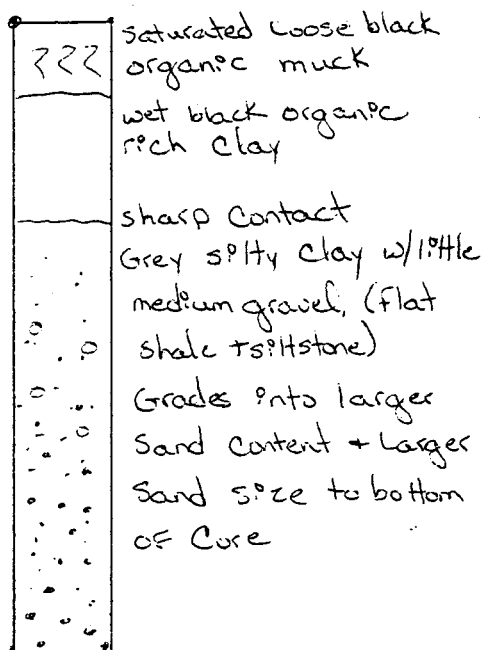 saturated loose black
organic muck
wet black organic
rich clay
sharp contact
Grey silty clay w/little
medium gravel, (flat
shale + siltstone)
Grades into larger
Sand content + Larger
Sand size to bottom
of Core